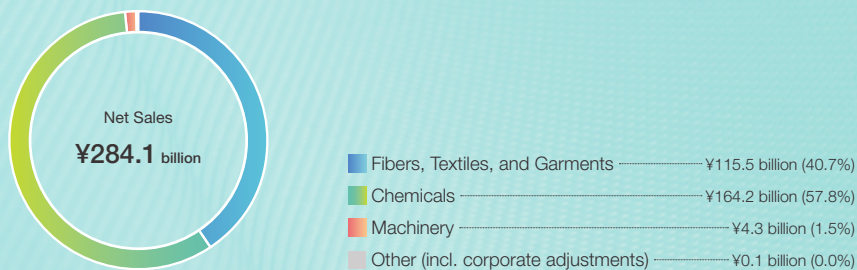 Net Sales
¥284.1 billion
Fibers, Textiles, and Garments ¥115.5 billion (40.7%)
Chemicals ¥164.2 billion (57.8%)
Machinery ¥4.3 billion (1.5%)
Other (incl. corporate adjustments) ¥0.1 billion (0.0%)